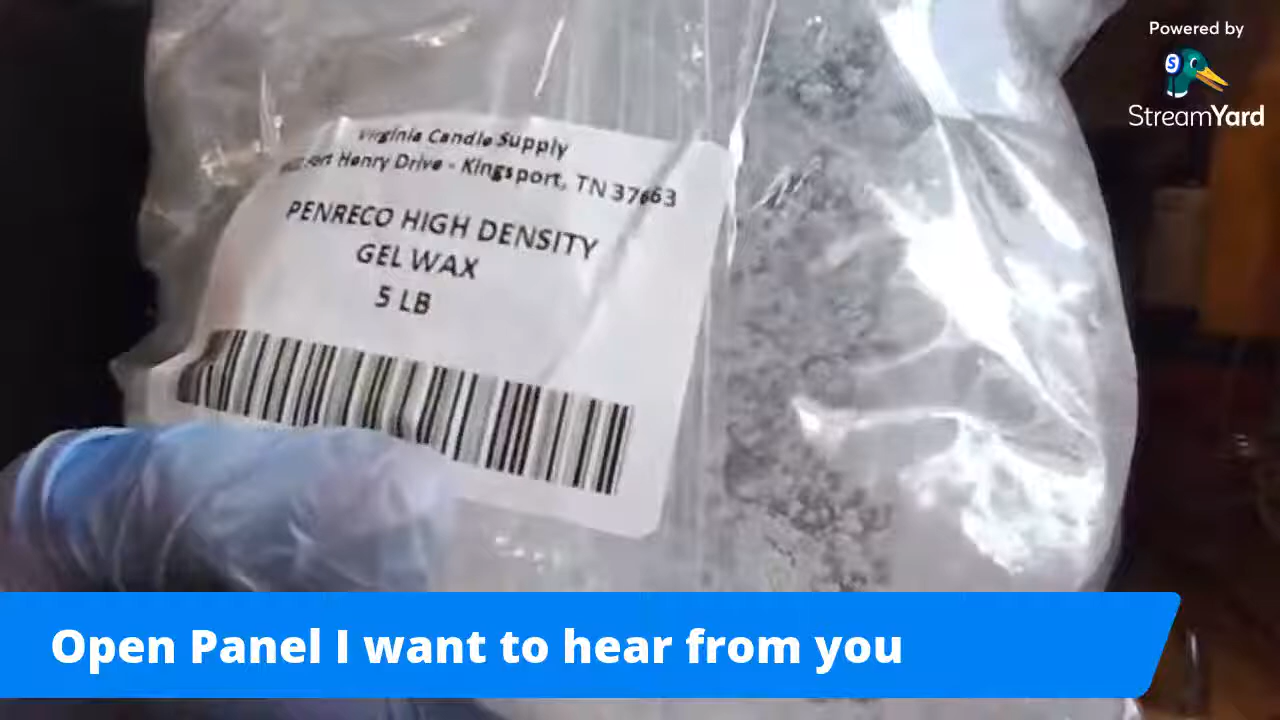 Powered by
StreamYard
Virginia Candle Supply
Henry Drive - Kingsport, TN 37663
PENRECO HIGH DENSITY
GEL WAX
5 LB
Open Panel I want to hear from you